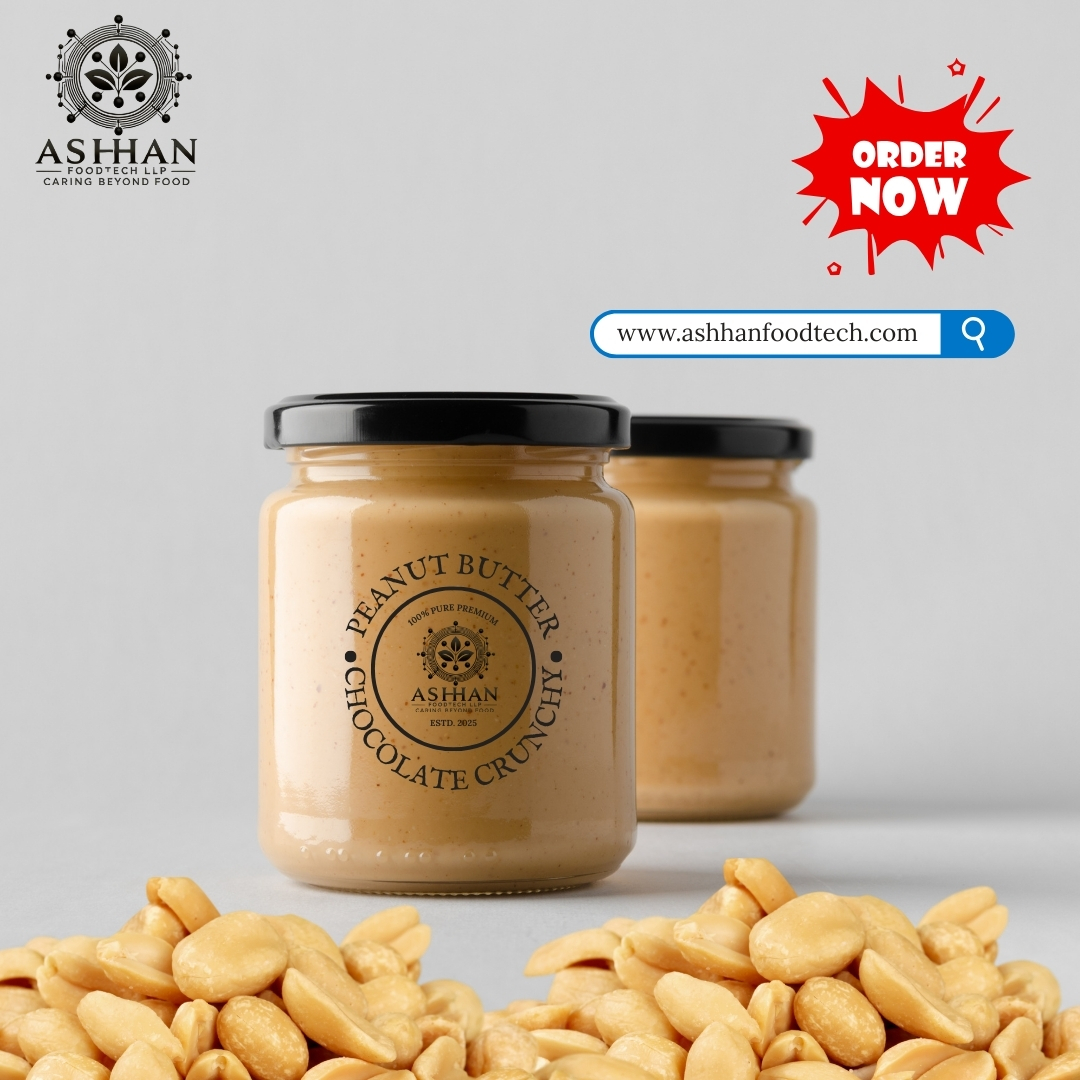 ASHHAN
FOODTECH LLP
CARING BEYOND FOOD
ORDER
NOW
www.ashhanfoodtech.com
PEANUT BUTTER
100% PURE PREMIUM
ASHHAN
FOODTECH LLP
CARING BEYOND FOOD
ESTD. 2025
CHOCOLATE CRUNCHY